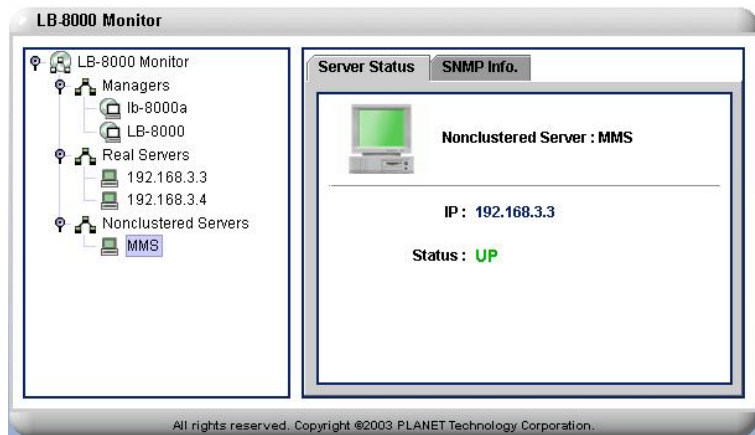 LB-8000 Monitor
LB-8000 Monitor
Managers
lb-8000a
LB-8000
Real Servers
192.168.3.3
192.168.3.4
Nonclustered Servers
MMS
Server Status
SNMP Info.
Nonclustered Server : MMS
IP : 192.168.3.3
Status : UP
All rights reserved. Copyright ©2003 PLANET Technology Corporation.